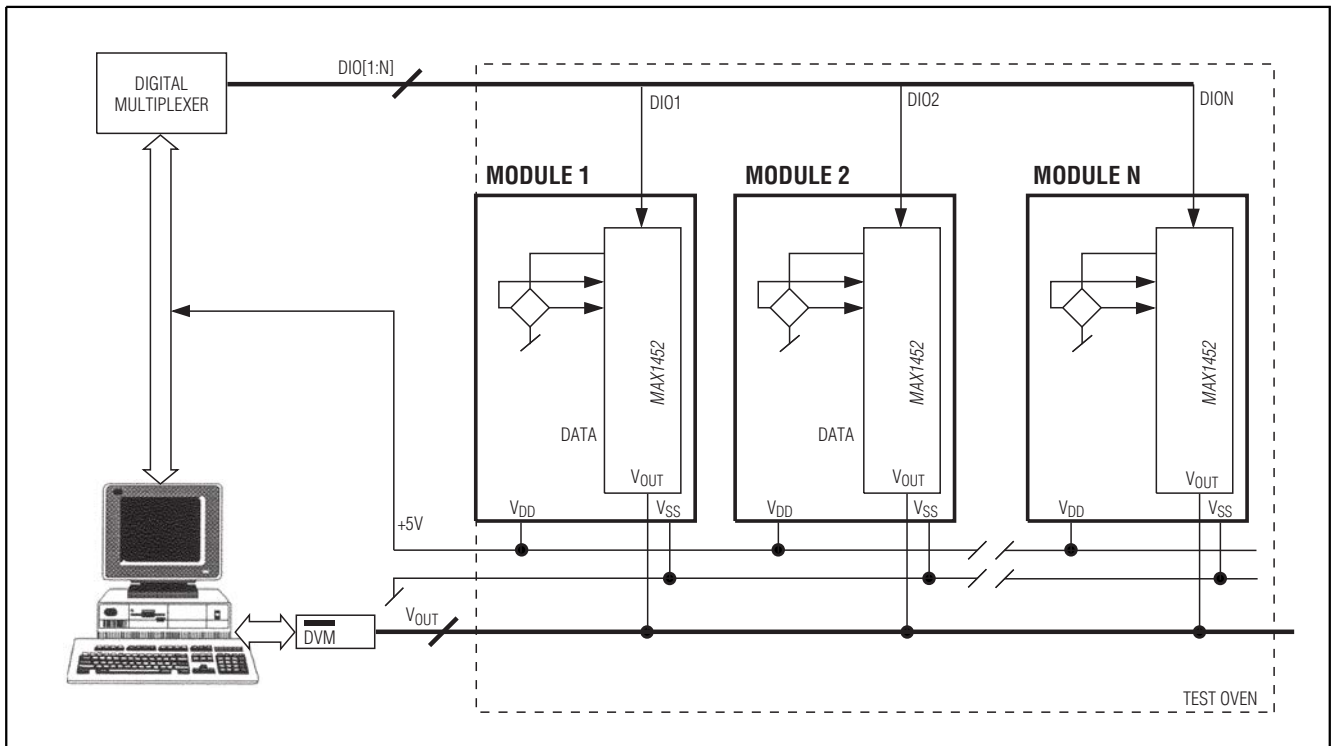 DIGITAL
MULTIPLEXER
DIO[1:N]
DIO1
DIO2
DION
MODULE 1
MODULE 2
MODULE N
MAX1452
MAX1452
MAX1452
DATA
DATA
VOUT
VOUT
VOUT
VDD
VSS
VDD
VSS
VDD
VSS
+5V
VOUT
DVM
TEST OVEN